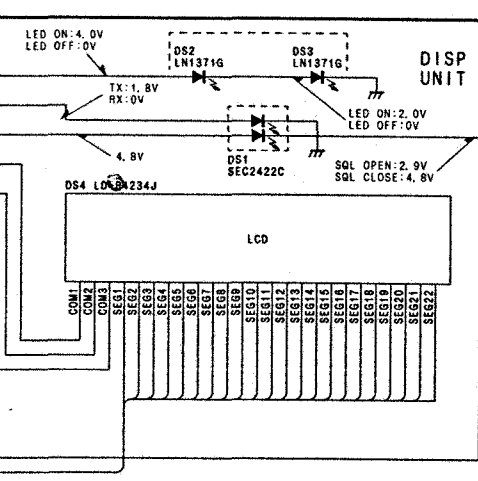 LED ON:4.0V
LED OFF:0V
DS2
LN1371G
DS3
LN1371G
DISP
UNIT
TX:1.8V
RX:0V
LED ON:2.0V
LED OFF:0V
4.8V
DS1
SEC2422C
SQL OPEN:2.9V
SQL CLOSE:4.8V
DS4
LCD
COM1
COM2
COM3
SEG1
SEG2
SEG3
SEG4
SEG5
SEG6
SEG7
SEG8
SEG9
SEG10
SEG11
SEG12
SEG13
SEG14
SEG15
SEG16
SEG17
SEG18
SEG19
SEG20
SEG21
SEG22